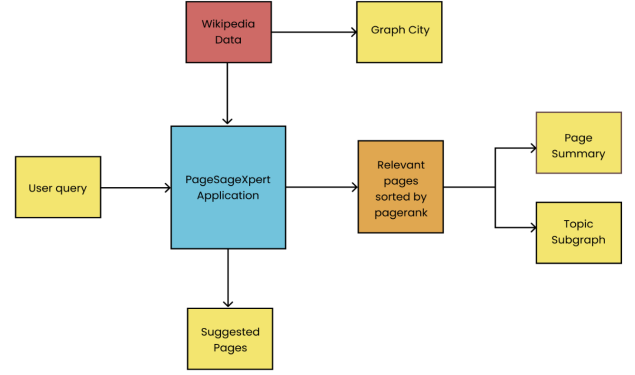 Wikipedia
Data
Graph City
User query
PageSageXpert
Application
Relevant
pages
sorted by
pagerank
Page
Summary
Topic
Subgraph
Suggested
Pages